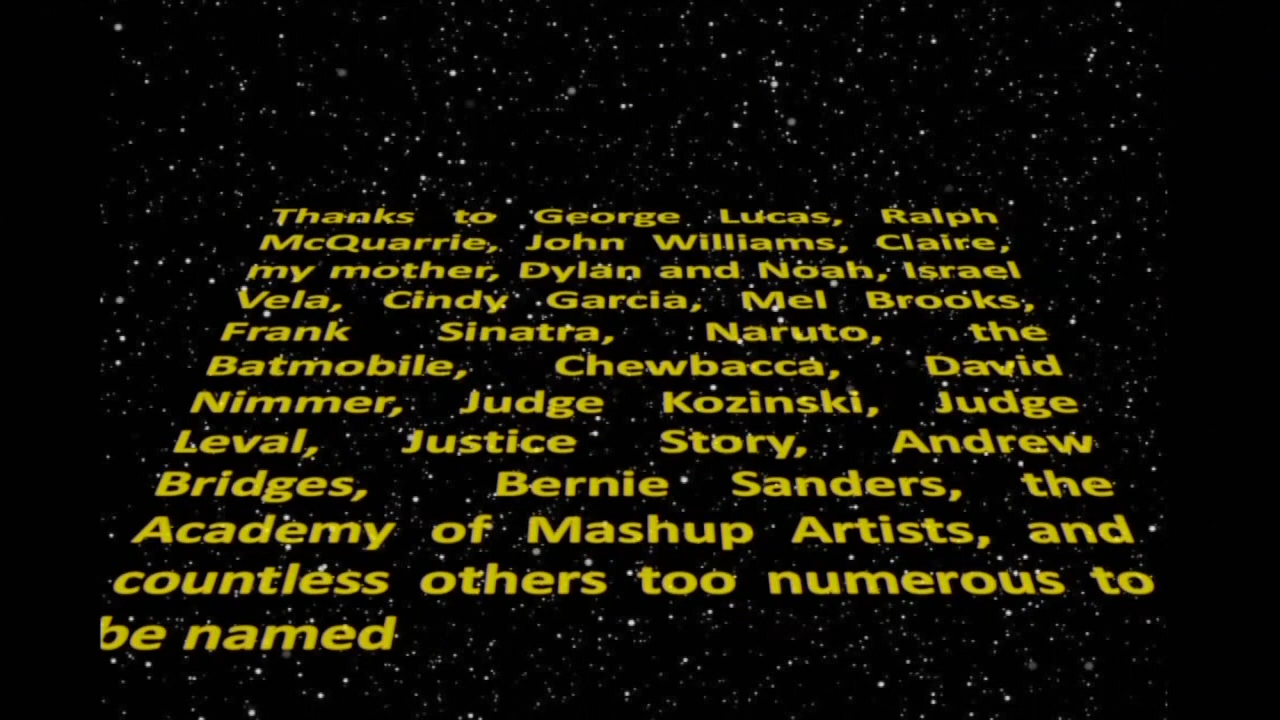 Thanks to George Lucas, Ralph
McQuarrie, John Williams, Claire,
my mother, Dylan and Noah, Israel
Vela, Cindy Garcia, Mel Brooks,
Frank Sinatra, Naruto, the
Batmobile, Chewbacca, David
Nimmer, Judge Kozinski, Judge
Leval, Justice Story, Andrew
Bridges, Bernie Sanders, the
Academy of Mashup Artists, and
countless others too numerous to
be named